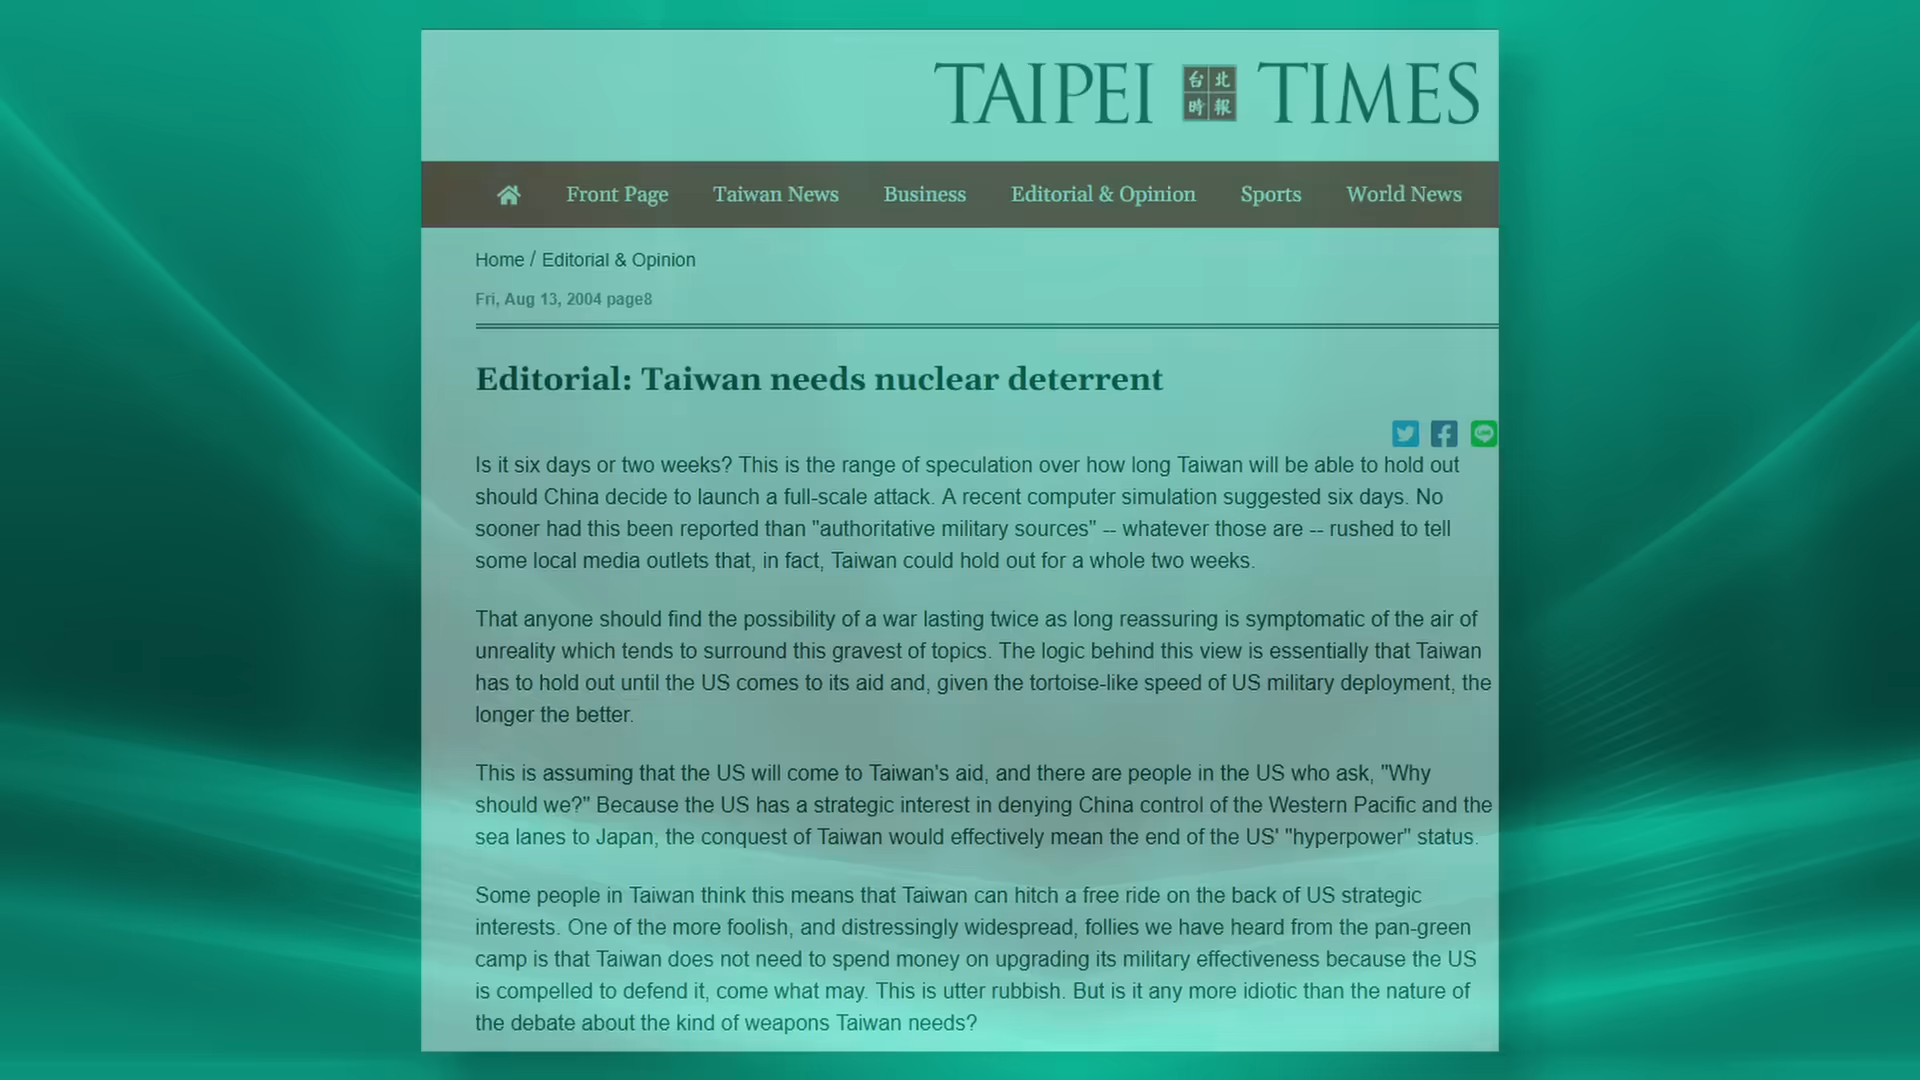 TAIPEI 台北時報 TIMES
Front Page Taiwan News Business Editorial & Opinion Sports World News
Home / Editorial & Opinion
Fri, Aug 13, 2004 page8
Editorial: Taiwan needs nuclear deterrent
Is it six days or two weeks? This is the range of speculation over how long Taiwan will be able to hold out
should China decide to launch a full-scale attack. A recent computer simulation suggested six days. No
sooner had this been reported than "authoritative military sources" -- whatever those are -- rushed to tell
some local media outlets that, in fact, Taiwan could hold out for a whole two weeks.
That anyone should find the possibility of a war lasting twice as long reassuring is symptomatic of the air of
unreality which tends to surround this gravest of topics. The logic behind this view is essentially that Taiwan
has to hold out until the US comes to its aid and, given the tortoise-like speed of US military deployment, the
longer the better.
This is assuming that the US will come to Taiwan's aid, and there are people in the US who ask, "Why
should we?" Because the US has a strategic interest in denying China control of the Western Pacific and the
sea lanes to Japan, the conquest of Taiwan would effectively mean the end of the US' "hyperpower" status.
Some people in Taiwan think this means that Taiwan can hitch a free ride on the back of US strategic
interests. One of the more foolish, and distressingly widespread, follies we have heard from the pan-green
camp is that Taiwan does not need to spend money on upgrading its military effectiveness because the US
is compelled to defend it, come what may. This is utter rubbish. But is it any more idiotic than the nature of
the debate about the kind of weapons Taiwan needs?